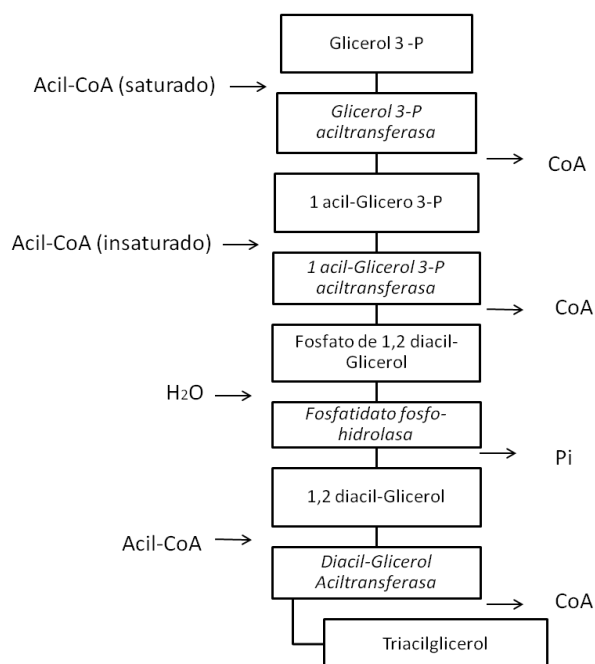 Glicerol 3 -P
Acil-CoA (saturado)
Glicerol 3-P
aciltransferasa
CoA
1 acil-Glicero 3-P
Acil-CoA (insaturado)
1 acil-Glicerol 3-P
aciltransferasa
CoA
Fosfato de 1,2 diacil-
Glicerol
H2O
Fosfatidato fosfo-
hidrolasa
Pi
1,2 diacil-Glicerol
Acil-CoA
Diacil-Glicerol
Aciltransferasa
CoA
Triacilglicerol